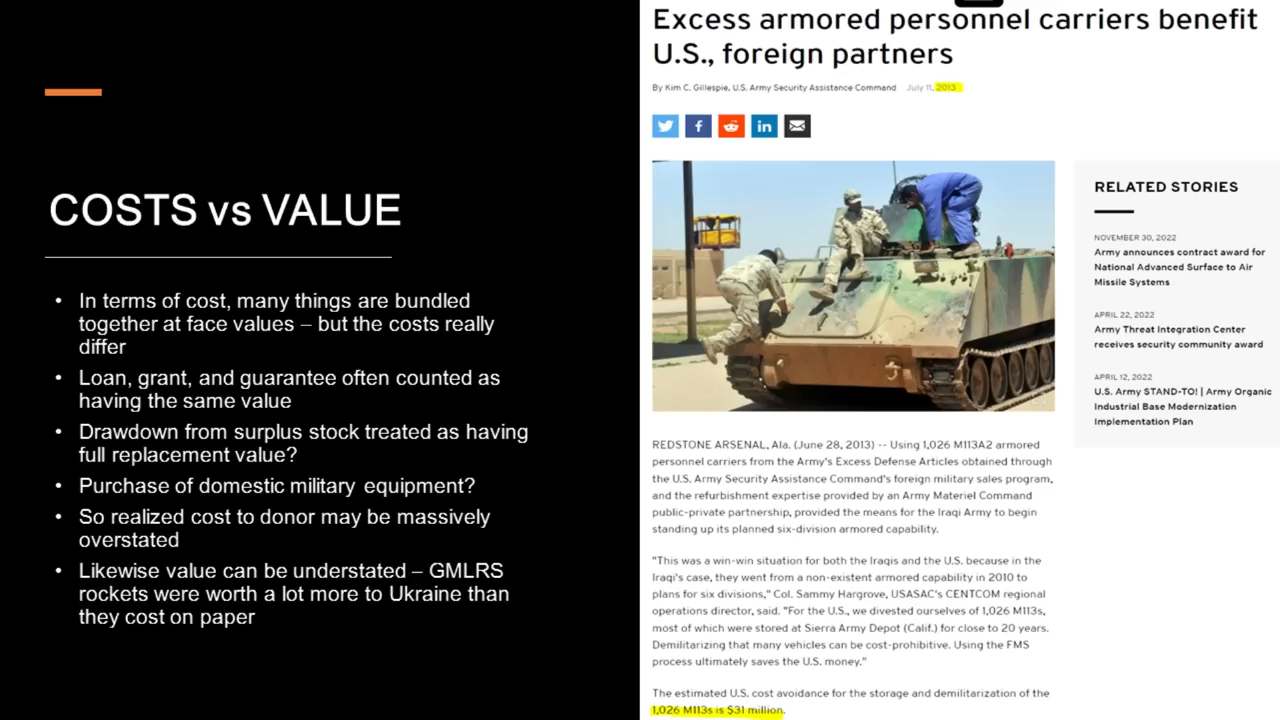 COSTS vs VALUE
• In terms of cost, many things are bundled
together at face values – but the costs really
differ
• Loan, grant, and guarantee often counted as
having the same value
• Drawdown from surplus stock treated as having
full replacement value?
• Purchase of domestic military equipment?
• So realized cost to donor may be massively
overstated
• Likewise value can be understated – GMLRS
rockets were worth a lot more to Ukraine than
they cost on paper
Excess armored personnel carriers benefit
U.S., foreign partners
By Kim C. Gillespie, U.S. Army Security Assistance Command July 11, 2013
REDSTONE ARSENAL, Ala. (June 28, 2013) -- Using 1,026 M113A2 armored
personnel carriers from the Army's Excess Defense Articles obtained through
the U.S. Army Security Assistance Command's foreign military sales program,
and the refurbishment expertise provided by an Army Materiel Command
public-private partnership, provided the means for the Iraqi Army to begin
standing up its planned six-division armored capability.
"This was a win-win situation for both the Iraqis and the U.S. because in the
Iraqi's case, they went from a non-existent armored capability in 2010 to
plans for six divisions," Col. Sammy Hargrove, USASAC's CENTCOM regional
operations director, said. "For the U.S., we divested ourselves of 1,026 M113s,
most of which were stored at Sierra Army Depot (Calif.) for close to 20 years.
Demilitarizing that many vehicles can be cost-prohibitive. Using the FMS
process ultimately saves the U.S. money."
The estimated U.S. cost avoidance for the storage and demilitarization of the
1,026 M113s is $31 million.
RELATED STORIES
NOVEMBER 30, 2022
Army announces contract award for
National Advanced Surface to Air
Missile Systems
APRIL 22, 2022
Army Threat Integration Center
receives security community award
APRIL 12, 2022
U.S. Army STAND-TO! | Army Organic
Industrial Base Modernization
Implementation Plan